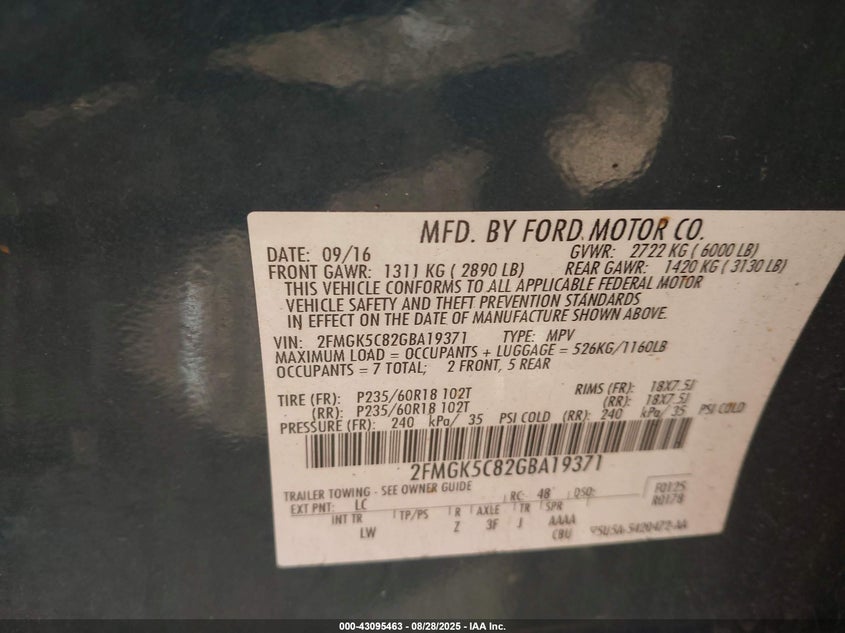 MFD. BY FORD MOTOR CO.
DATE: 09/16 GVWR: 2722 KG ( 6000 LB)
FRONT GAWR: 1311 KG ( 2890 LB) REAR GAWR: 1420 KG ( 3130 LB)
THIS VEHICLE CONFORMS TO ALL APPLICABLE FEDERAL MOTOR
VEHICLE SAFETY AND THEFT PREVENTION STANDARDS
IN EFFECT ON THE DATE OF MANUFACTURE SHOWN ABOVE.
VIN: 2FMGK5C82GBA19371 TYPE: MPV
MAXIMUM LOAD = OCCUPANTS + LUGGAGE = 526KG/1160LB
OCCUPANTS = 7 TOTAL; 2 FRONT, 5 REAR
TIRE (FR): P235/60R18 102T RIMS (FR): 18X7.5J
(RR): P235/60R18 102T (RR): 18X7.5J
PRESSURE (FR): 240 kPa/ 35 PSI COLD (RR): 240 kPa/ 35 PSI COLD
2FMGK5C82GBA19371
TRAILER TOWING - SEE OWNER GUIDE
EXT PNT: LC RC: 48 DSO: F0125
R0178
INT TR TP/PS R AXLE TR SPR
LW Z 3F J AAAA
CBU
000-43095463 - 08/28/2025 - IAA Inc.